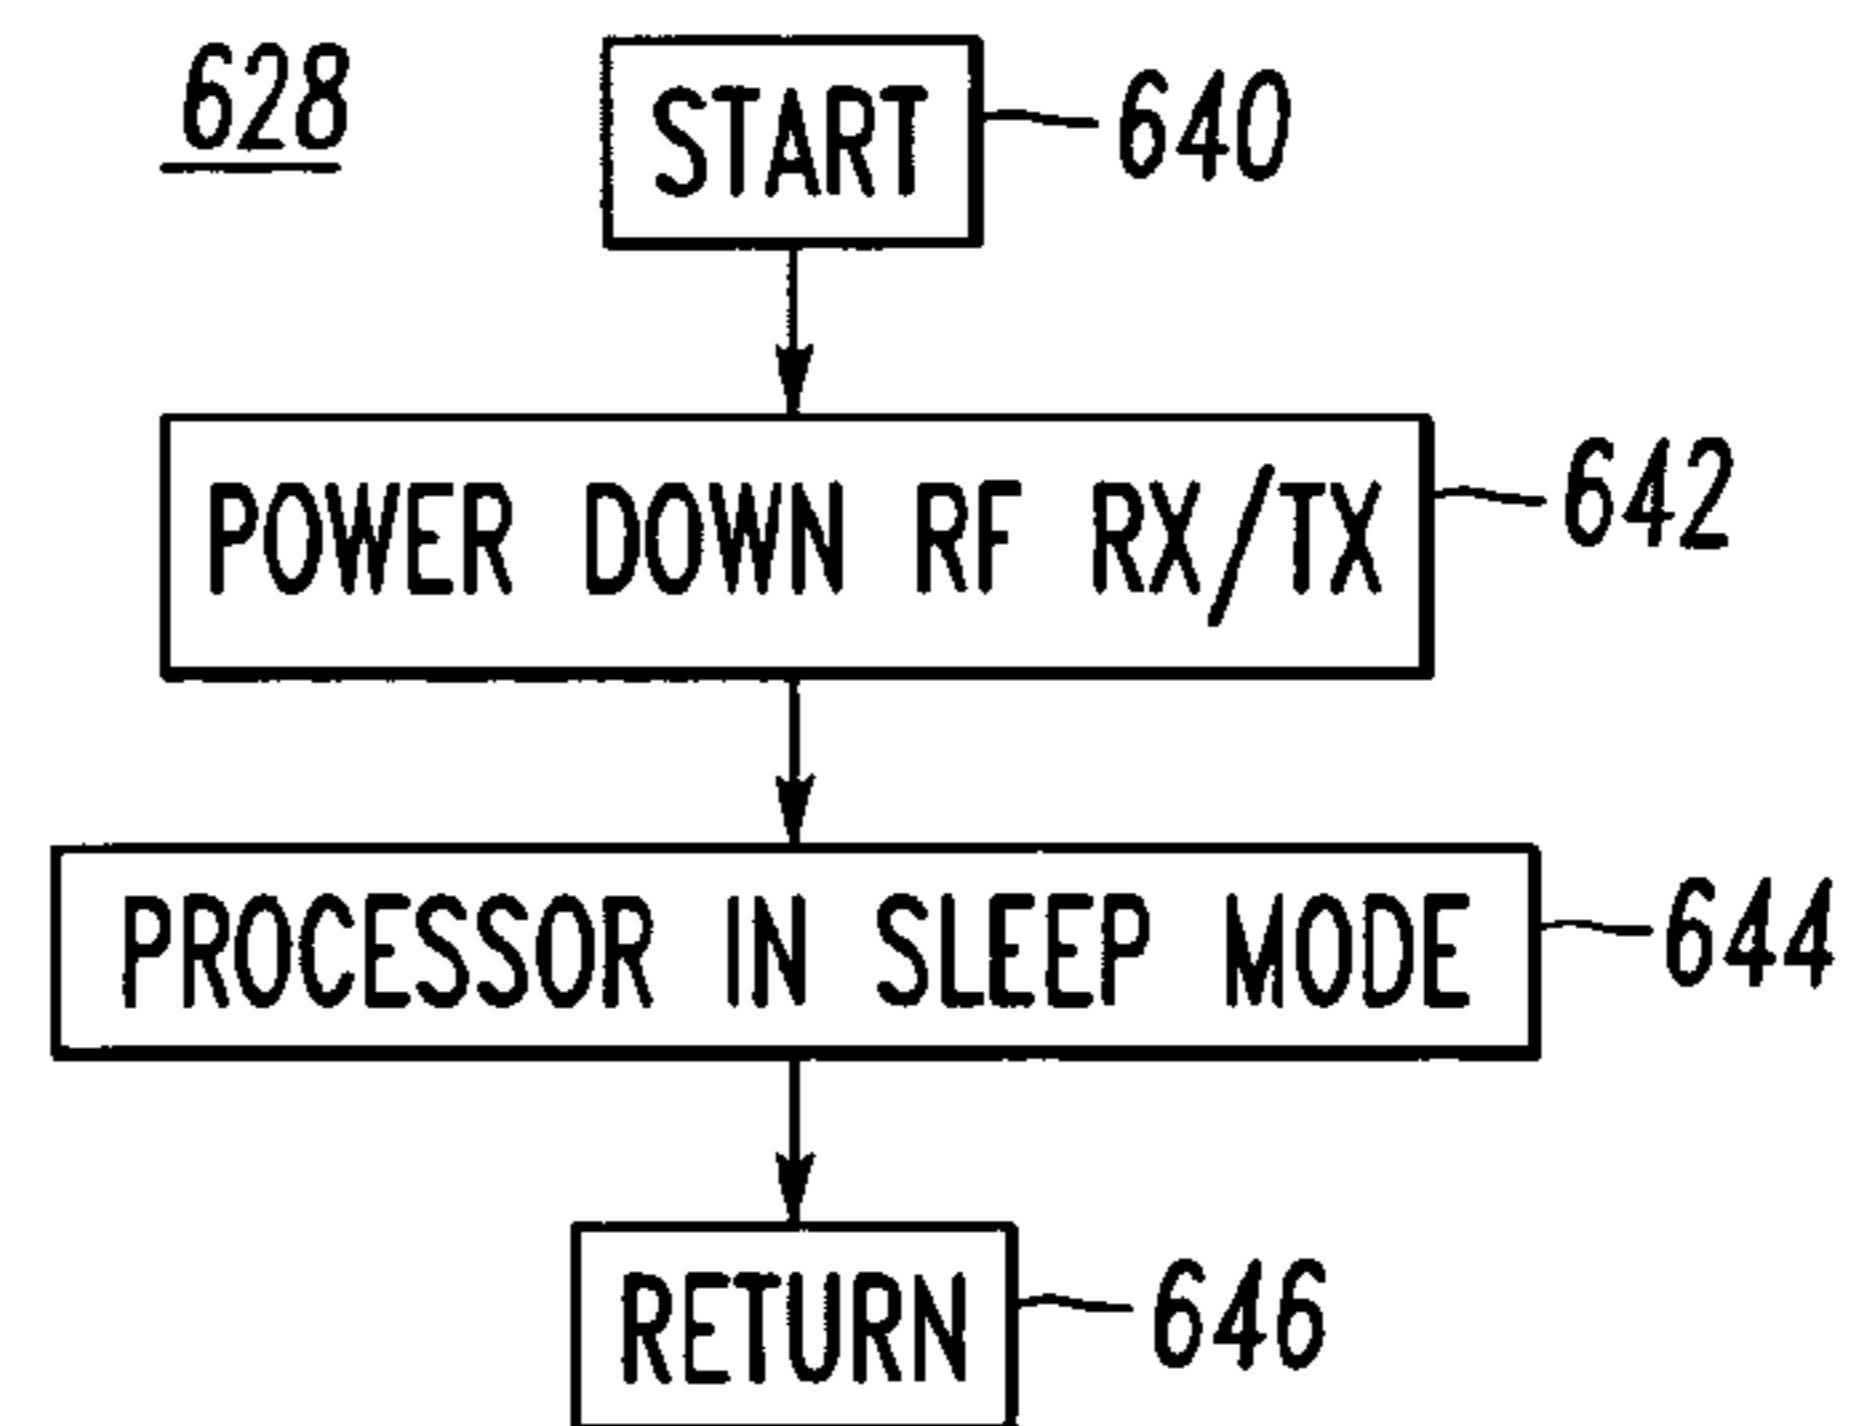 628
START
640
POWER DOWN RF RX/TX
642
PROCESSOR IN SLEEP MODE
644
RETURN
646